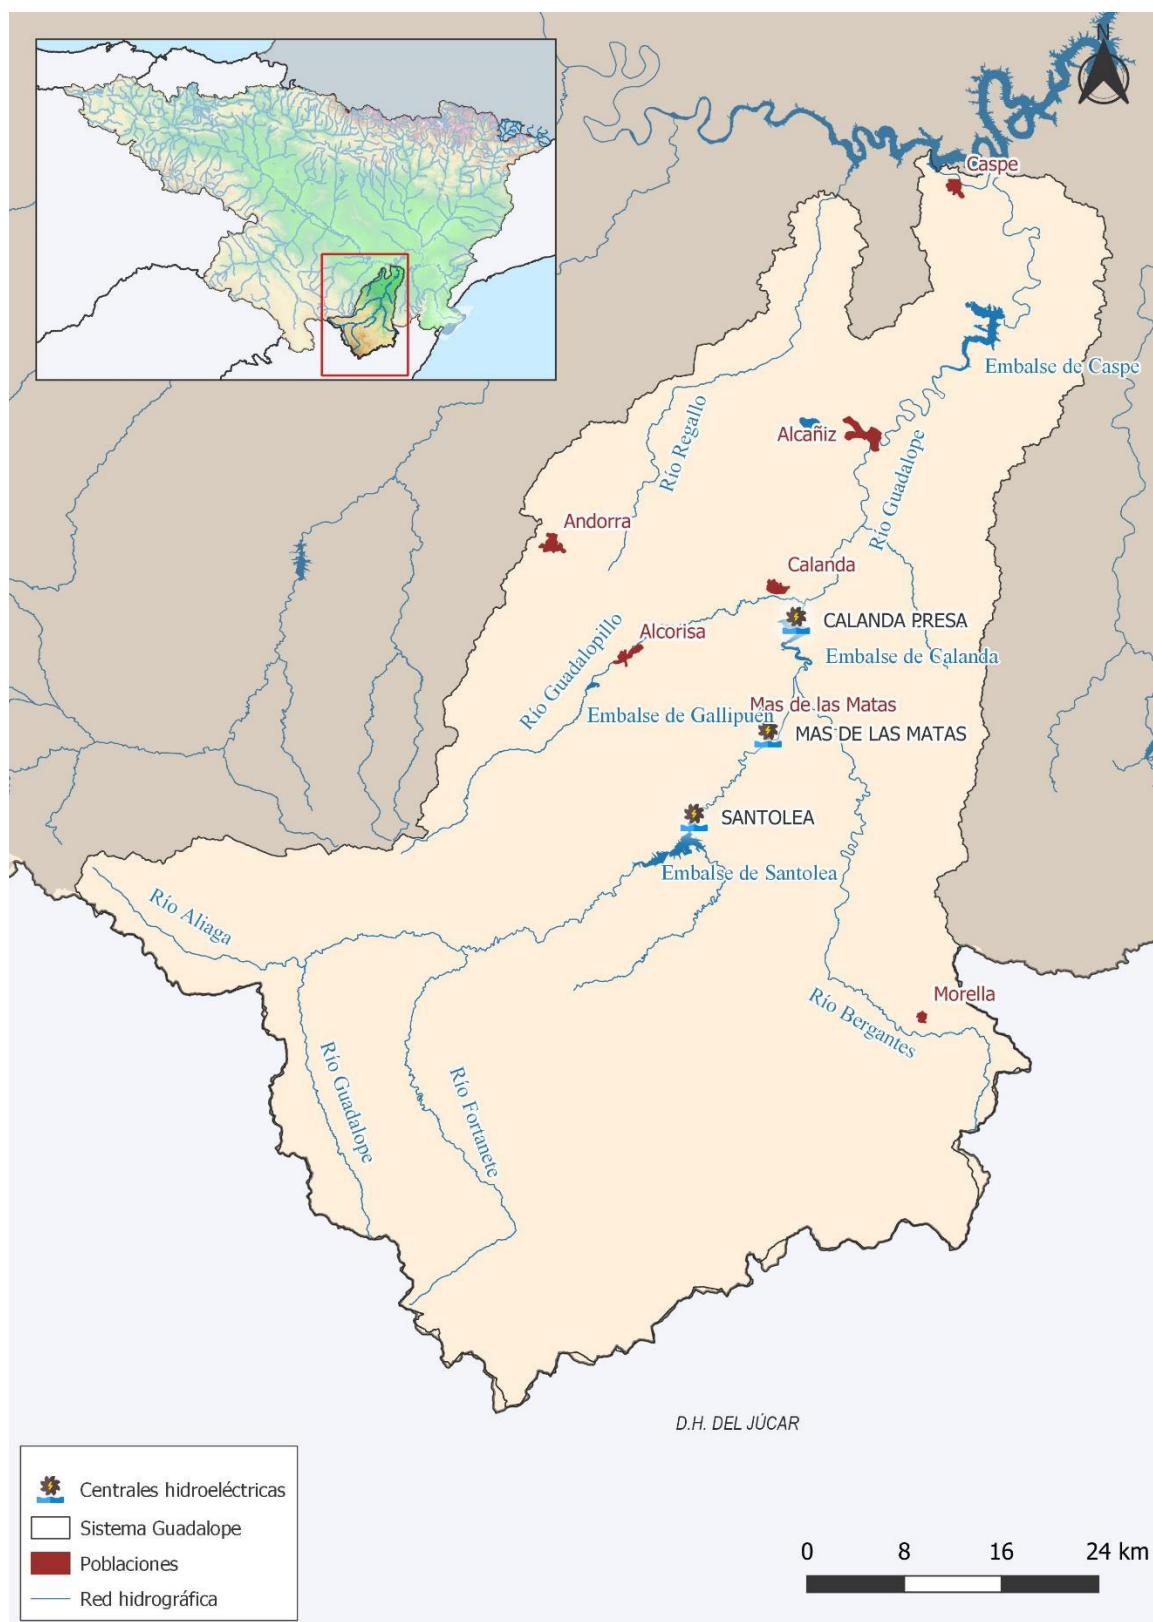 N
Caspe
Embalse de Caspe
Río Regallo
Alcañiz
Río Guadalope
Andorra
Calanda
CALANDA PRESA
Alcorisa
Río Guadalopillo
Embalse de Calanda
Mas de las Matas
Embalse de Gallipuén
MAS DE LAS MATAS
SANTOLEA
Embalse de Santolea
Río Aliaga
Morella
Río Bergantes
Río Guadalope
Río Fortanete
D.H. DEL JÚCAR
Centrales hidroeléctricas
Sistema Guadalope
Poblaciones
Red hidrográfica
0 8 16 24 km